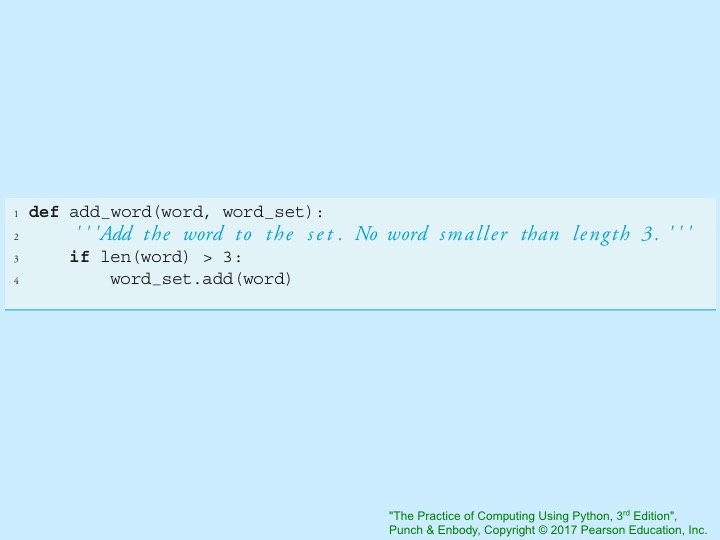 1 def add_word(word, word_set):
2     '''Add the word to the set. No word smaller than length 3. '''
3     if len(word) > 3:
4         word_set.add(word)
"The Practice of Computing Using Python, 3rd Edition",
Punch & Enbody, Copyright © 2017 Pearson Education, Inc.